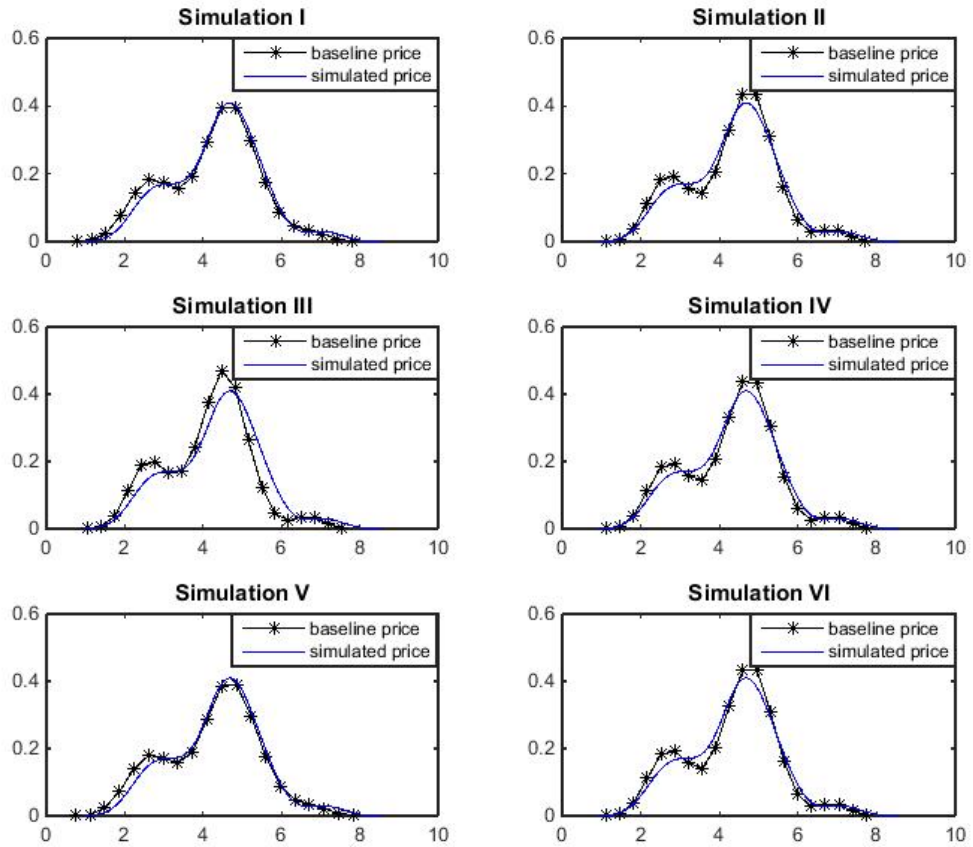 Simulation I
0.6
0.4
0.2
0
0 2 4 6 8 10
baseline price
simulated price
Simulation II
0.6
0.4
0.2
0
0 2 4 6 8 10
baseline price
simulated price
Simulation III
0.6
0.4
0.2
0
0 2 4 6 8 10
baseline price
simulated price
Simulation IV
0.6
0.4
0.2
0
0 2 4 6 8 10
baseline price
simulated price
Simulation V
0.6
0.4
0.2
0
0 2 4 6 8 10
baseline price
simulated price
Simulation VI
0.6
0.4
0.2
0
0 2 4 6 8 10
baseline price
simulated price